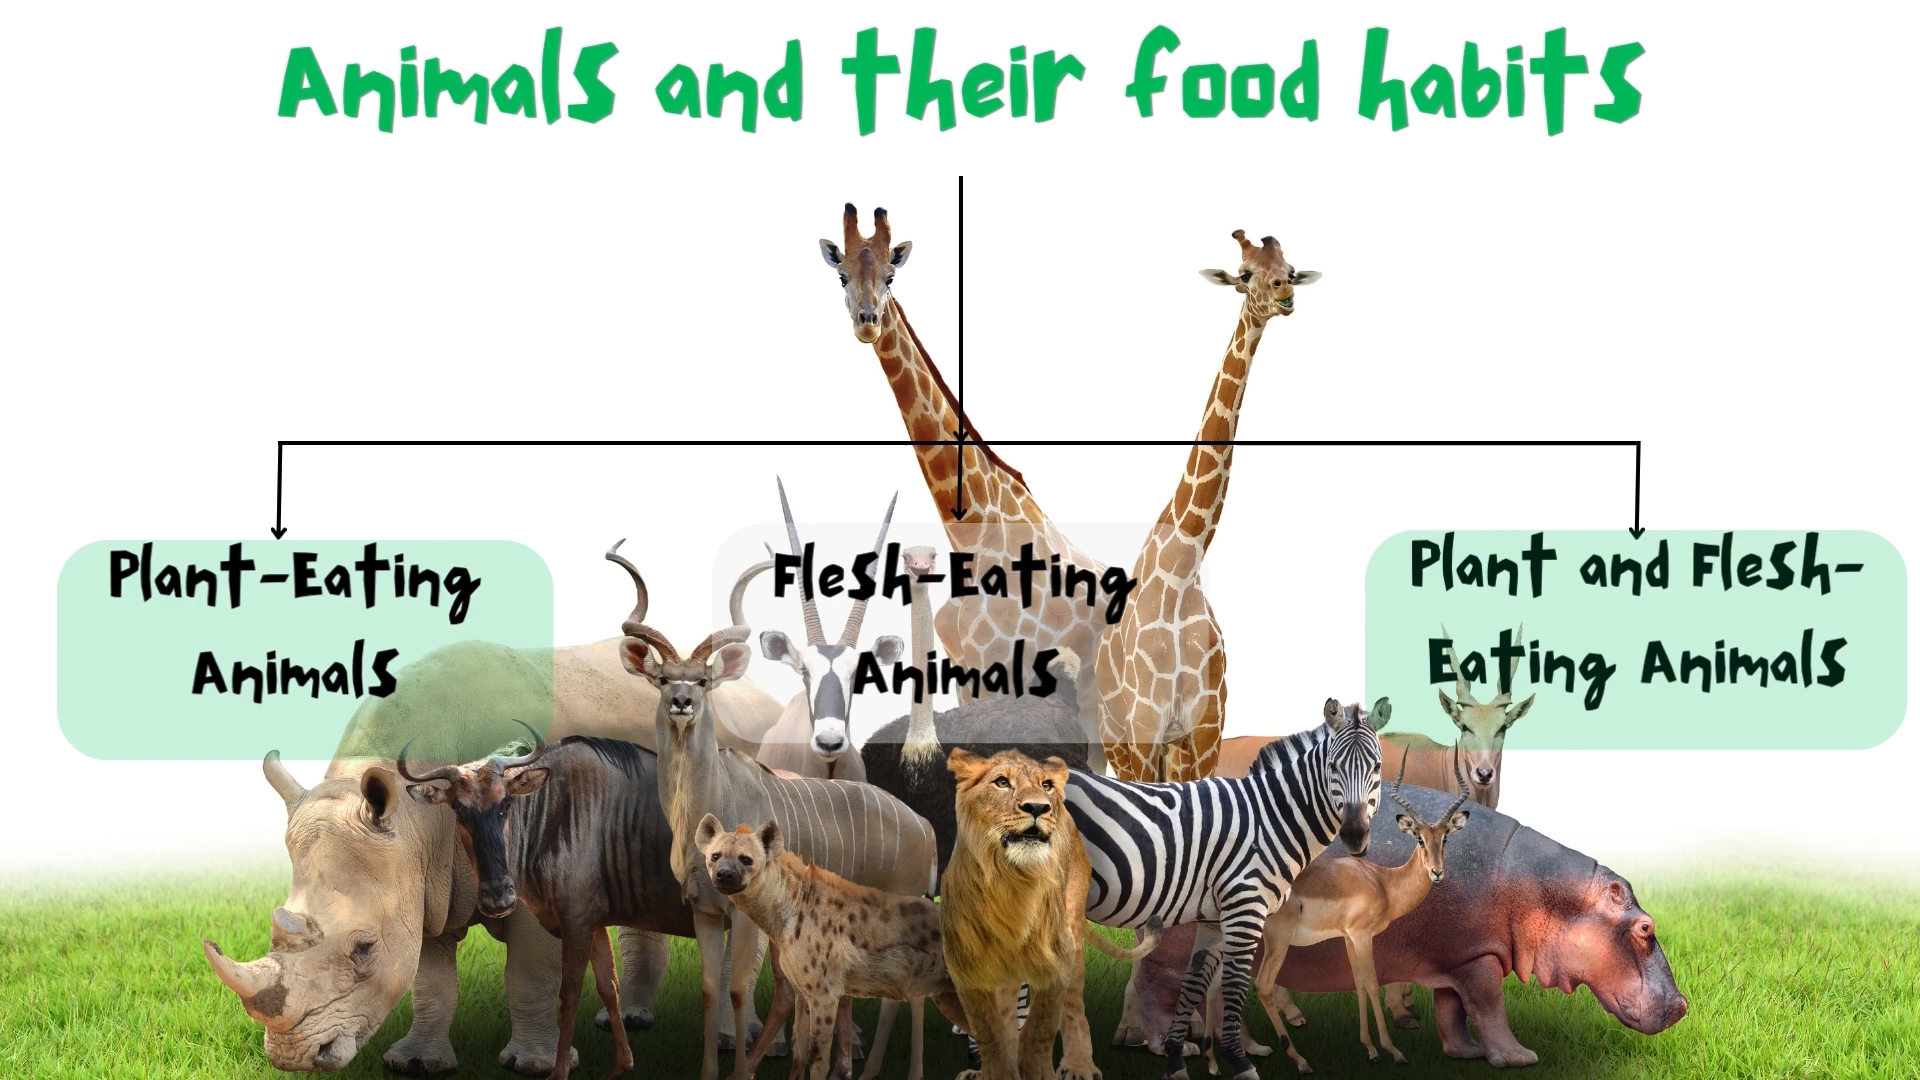 Animals and their food habits
Plant-Eating
Animals
Flesh-Eating
Animals
Plant and Flesh-
Eating Animals